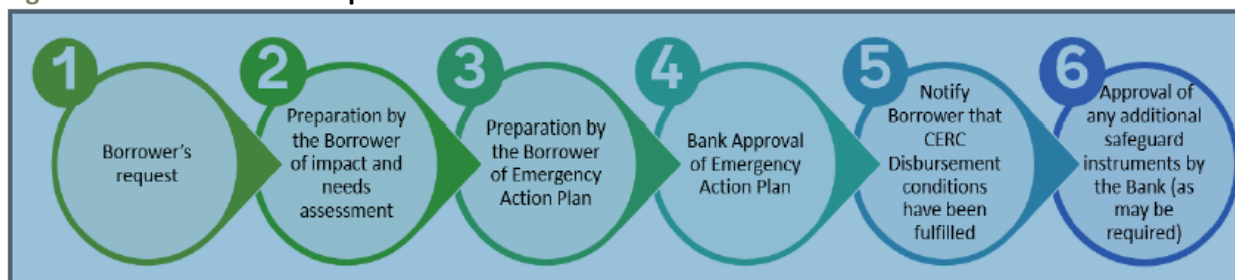 1
Borrower's
request
2
Preparation by
the Borrower
of impact and
needs
assessment
3
Preparation by
the Borrower
of Emergency
Action Plan
4
Bank Approval
of Emergency
Action Plan
5
Notify
Borrower that
CERC
Disbursement
conditions
have been
fulfilled
6
Approval of
any additional
safeguard
instruments by
the Bank (as
may be
required)